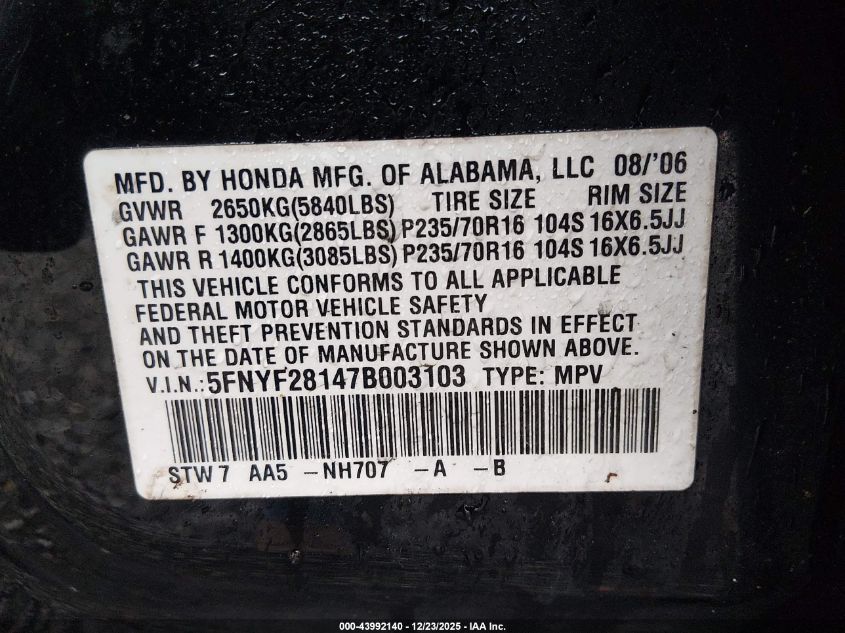 MFD. BY HONDA MFG. OF ALABAMA, LLC 08/'06
GVWR 2650KG(5840LBS) TIRE SIZE RIM SIZE
GAWR F 1300KG(2865LBS) P235/70R16 104S 16X6.5JJ
GAWR R 1400KG(3085LBS) P235/70R16 104S 16X6.5JJ
THIS VEHICLE CONFORMS TO ALL APPLICABLE
FEDERAL MOTOR VEHICLE SAFETY
AND THEFT PREVENTION STANDARDS IN EFFECT
ON THE DATE OF MANUFACTURE SHOWN ABOVE.
V.I.N.:5FNYF28147B003103 TYPE: MPV
STW7 AA5 -NH707 -A -B
000-43992140 - 12/23/2025 - IAA Inc.